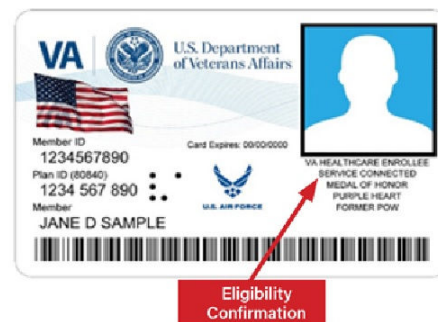 VA
U.S. Department
of Veterans Affairs
Member ID
1234567890
Card Expires: 00/00/0000
Plan ID (80840)
1234 567 890
Member
JANE D SAMPLE
U.S. AIR FORCE
VA HEALTHCARE ENROLLEE
SERVICE CONNECTED
MEDAL OF HONOR
PURPLE HEART
FORMER POW
Eligibility
Confirmation